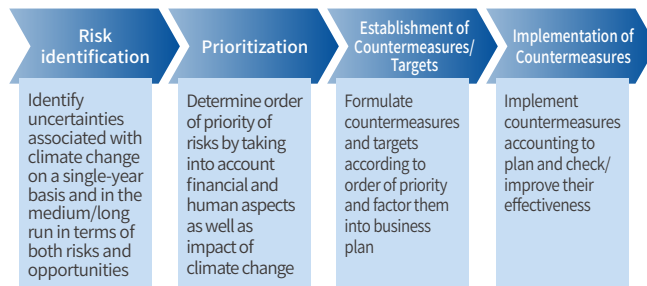 Risk
identification
Identify
uncertainties
associated with
climate change
on a single-year
basis and in the
medium/long
run in terms of
both risks and
opportunities
Prioritization
Determine order
of priority of
risks by taking
into account
financial and
human aspects
as well as
impact of
climate change
Establishment of
Countermeasures/
Targets
Formulate
countermeasures
and targets
according to
order of priority
and factor them
into business
plan
Implementation of
Countermeasures
Implement
countermeasures
accounting to
plan and check/
improve their
effectiveness